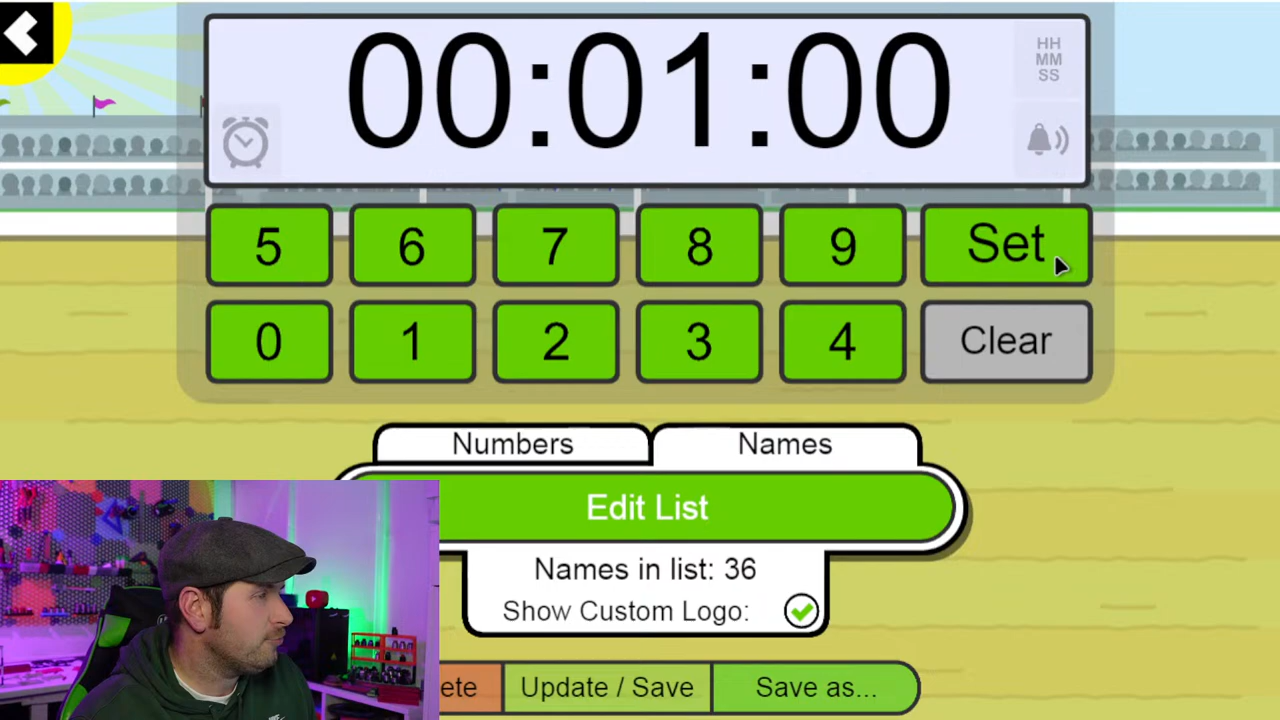 00:01:00
HH
MM
SS
5 6 7 8 9 Set
0 1 2 3 4 Clear
Numbers Names
Edit List
Names in list: 36
Show Custom Logo:
ete Update / Save Save as...